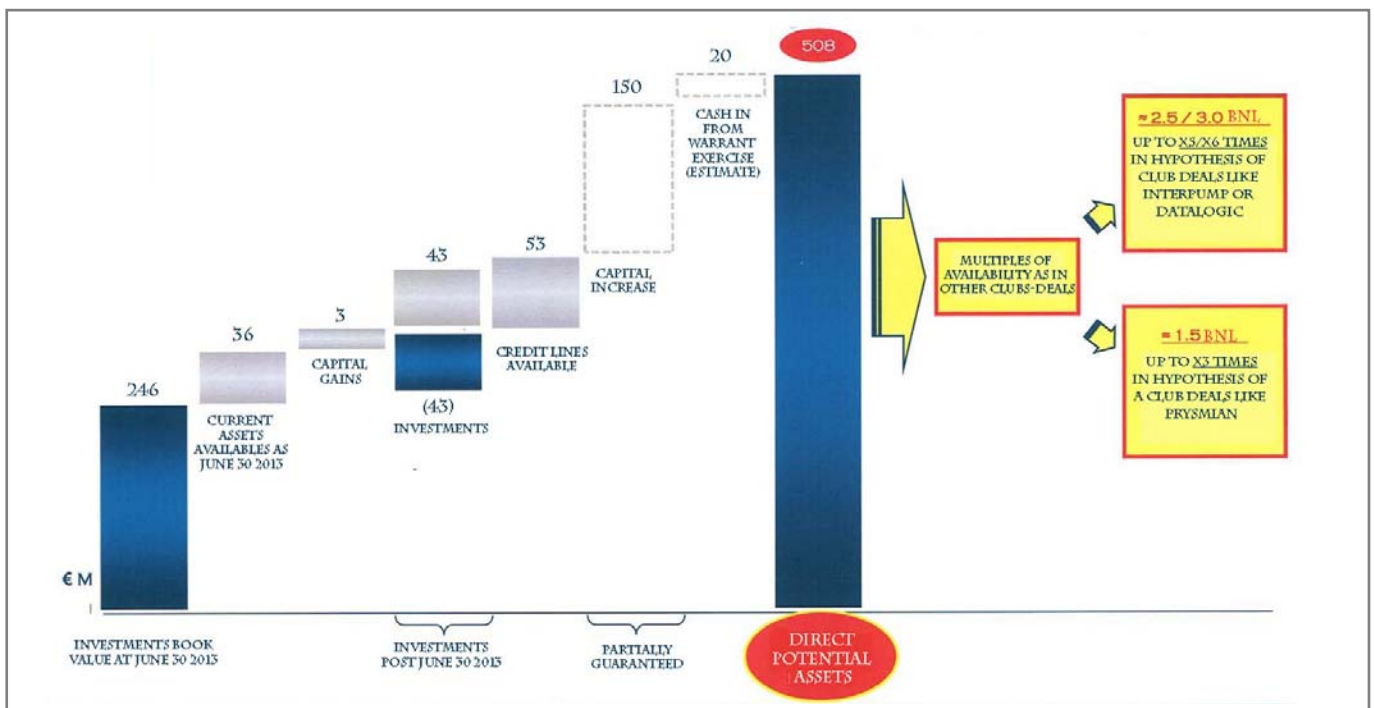 508
20
150
CASH IN
FROM
WARRANT
EXERCISE
(ESTIMATE)
≈ 2.5 / 3.0 BNL
UP TO X5/X6 TIMES
IN HYPOTHESIS OF
CLUB DEALS LIKE
INTERPUMP OR
DATALOGIC
43
53
CAPITAL
INCREASE
MULTIPLES OF
AVAILABILITY AS IN
OTHER CLUBS-DEALS
3
36
CAPITAL
GAINS
CREDIT LINES
AVAILABLE
≈ 1.5 BNL
UP TO X3 TIMES
IN HYPOTHESIS OF
A CLUB DEALS LIKE
PRYSMIAN
246
(43)
INVESTMENTS
CURRENT
ASSETS
AVAILABLES AS
JUNE 30 2013
€ M
INVESTMENTS BOOK
VALUE AT JUNE 30 2013
INVESTMENTS
POST JUNE 30 2013
PARTIALLY
GUARANTEED
DIRECT
POTENTIAL
ASSETS